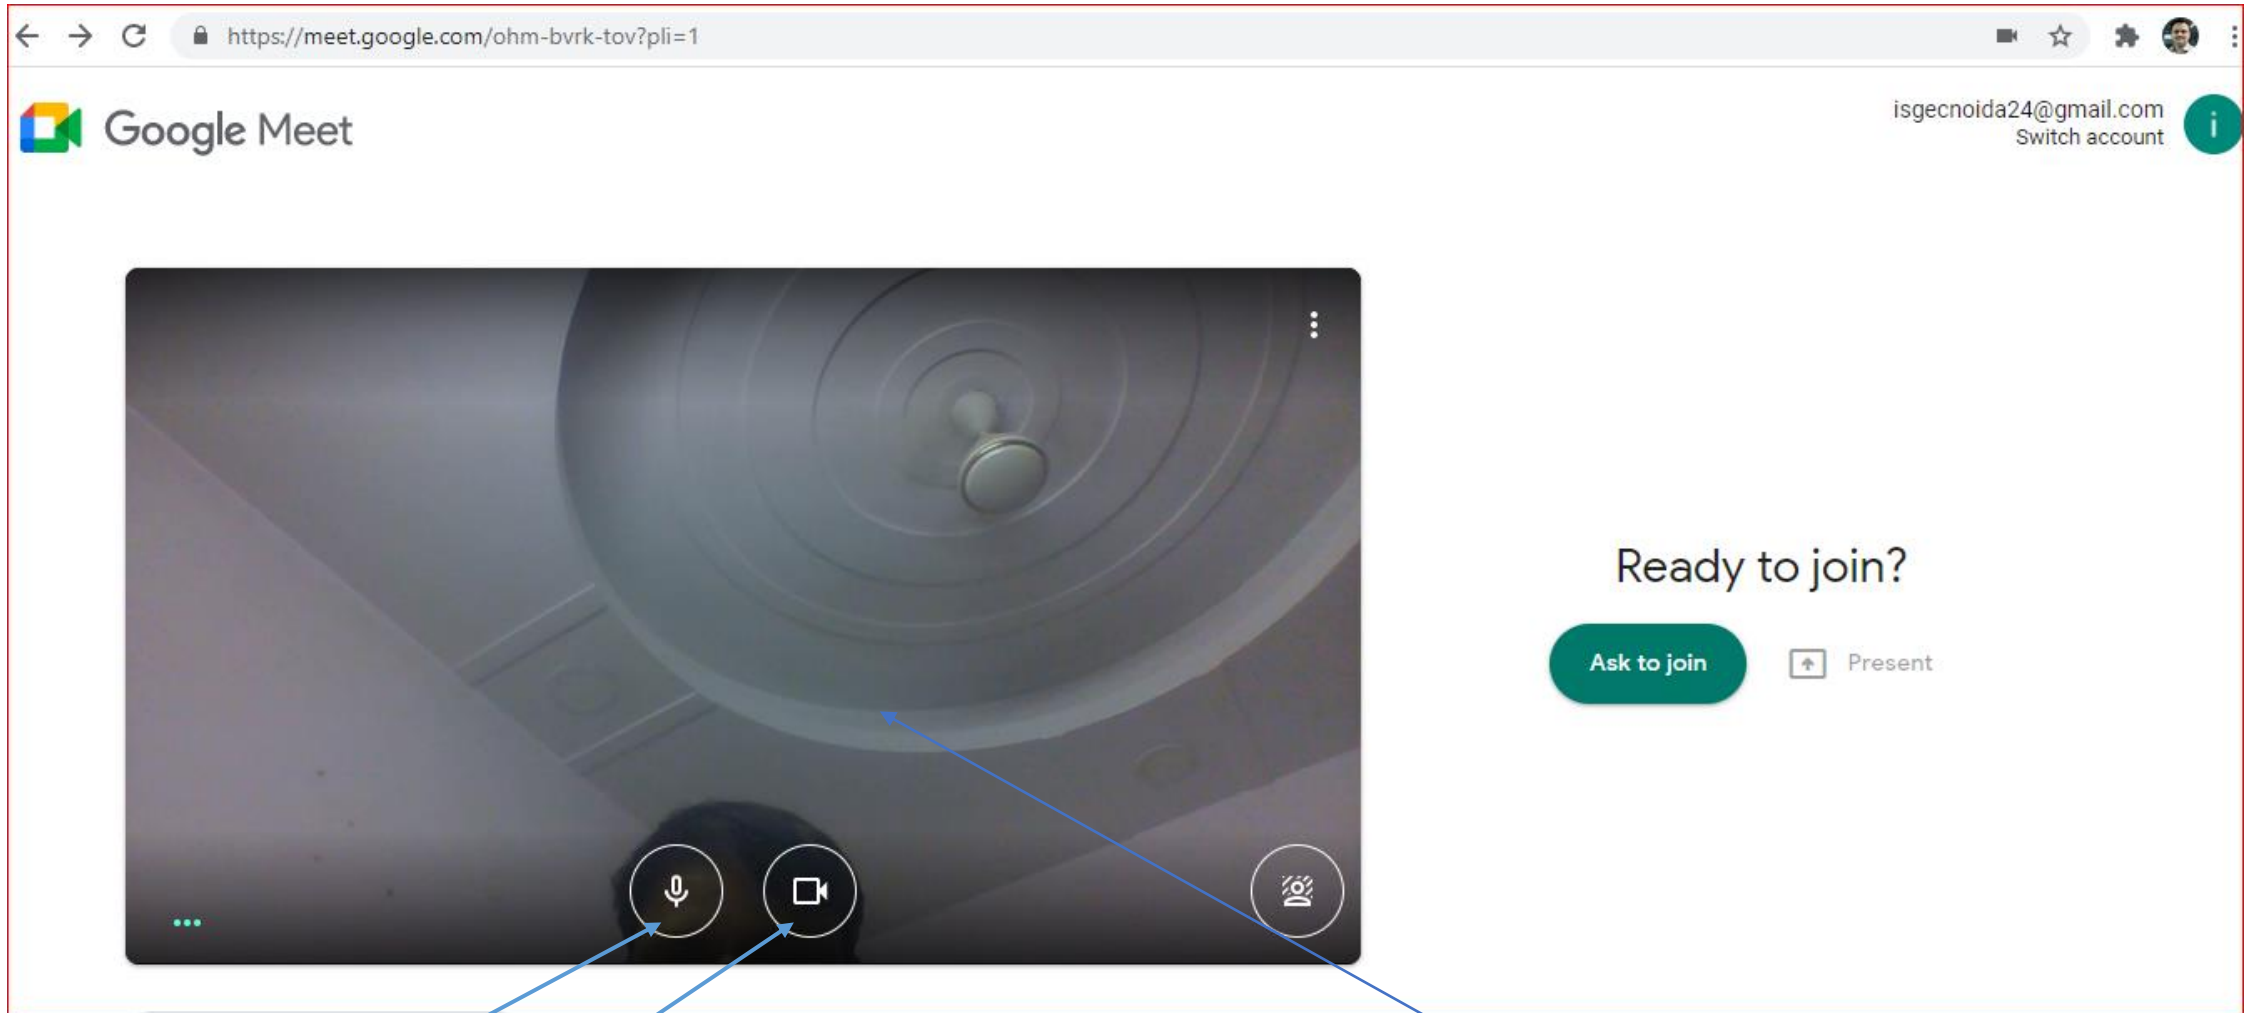 https://meet.google.com/ohm-bvrk-tov?pli=1
Google Meet
isgecnoida24@gmail.com
Switch account
i
Ready to join?
Ask to join
Present